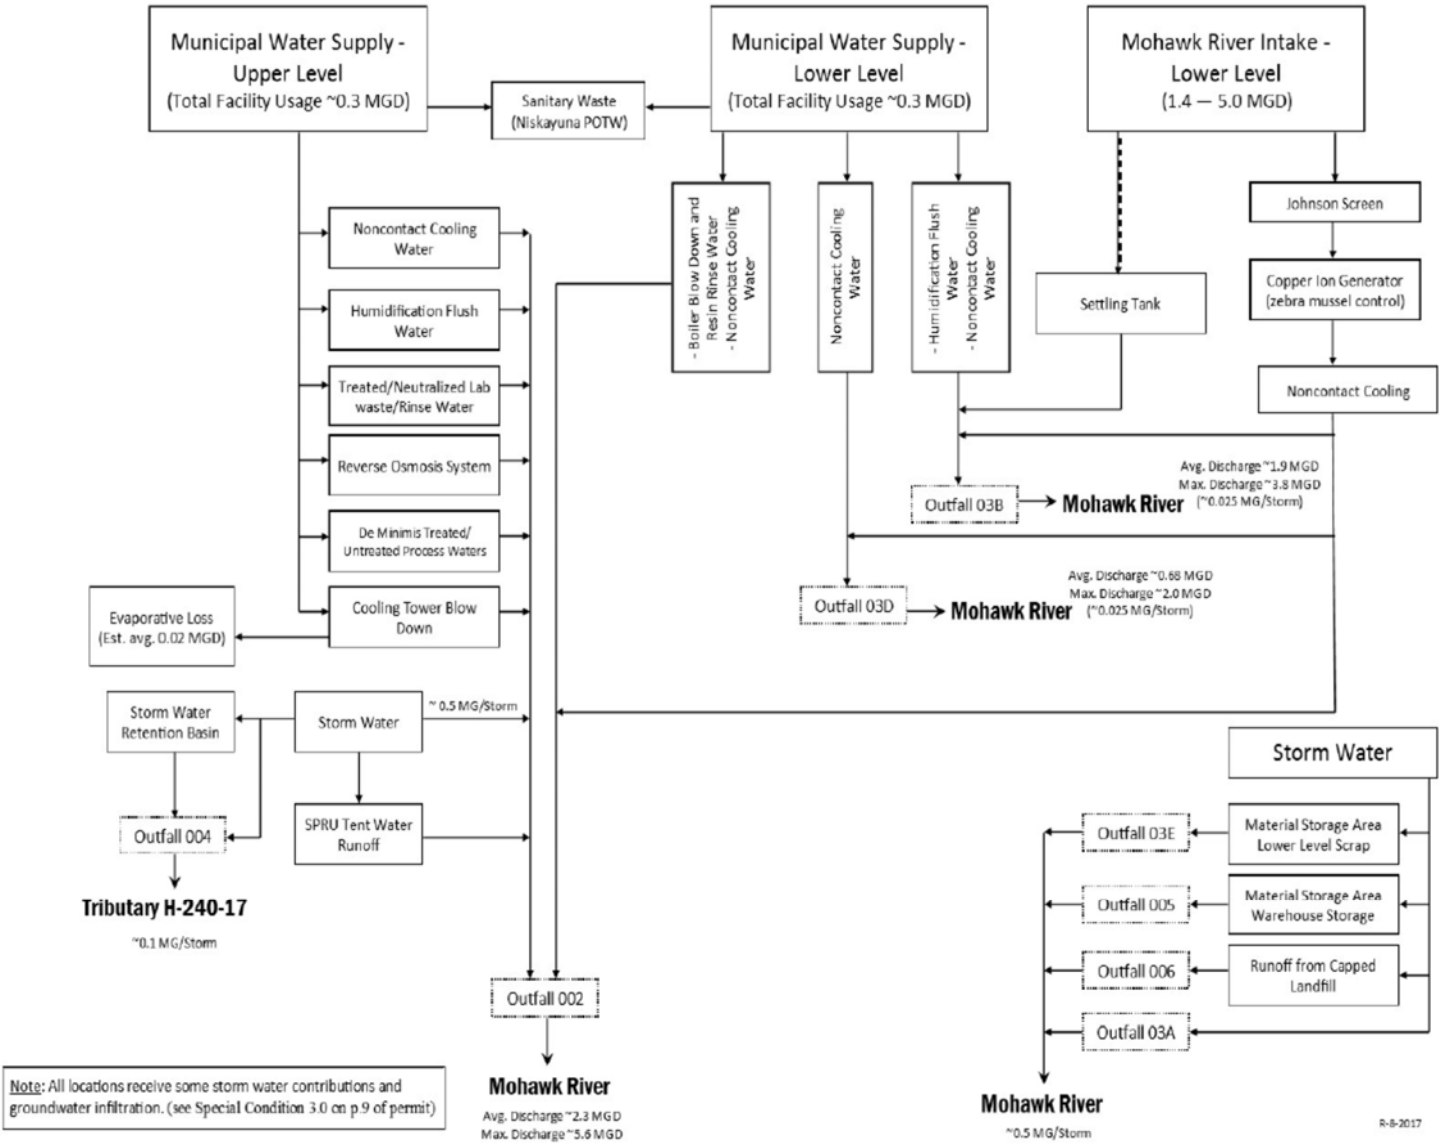 Municipal Water Supply -
Upper Level
(Total Facility Usage ~0.3 MGD)
Sanitary Waste
(Niskayuna POTW)
Municipal Water Supply -
Lower Level
(Total Facility Usage ~0.3 MGD)
Mohawk River Intake -
Lower Level
(1.4 — 5.0 MGD)
Noncontact Cooling
Water
Humidification Flush
Water
Treated/Neutralized Lab
waste/Rinse Water
Reverse Osmosis System
De Minimis Treated/
Untreated Process Waters
Cooling Tower Blow
Down
Evaporative Loss
(Est. avg. 0.02 MGD)
- Boiler Blow Down and
Resin Rinse Water
- Noncontact Cooling
Water
Noncontact Cooling
Water
- Humidification Flush
Water
- Noncontact Cooling
Water
Settling Tank
Johnson Screen
Copper Ion Generator
(zebra mussel control)
Noncontact Cooling
Outfall 03B
Mohawk River
Avg. Discharge ~1.9 MGD
Max. Discharge ~3.8 MGD
(~0.025 MG/Storm)
Outfall 03D
Mohawk River
Avg. Discharge ~0.68 MGD
Max. Discharge ~2.0 MGD
(~0.025 MG/Storm)
Storm Water
Retention Basin
Storm Water
~ 0.5 MG/Storm
Outfall 004
SPRU Tent Water
Runoff
Tributary H-240-17
~0.1 MG/Storm
Outfall 002
Mohawk River
Avg. Discharge ~2.3 MGD
Max. Discharge ~5.6 MGD
Storm Water
Outfall 03E
Material Storage Area
Lower Level Scrap
Outfall 005
Material Storage Area
Warehouse Storage
Outfall 006
Runoff from Capped
Landfill
Outfall 03A
Mohawk River
~0.5 MG/Storm
Note: All locations receive some storm water contributions and
groundwater infiltration. (see Special Condition 3.0 on p.9 of permit)
R-8-2017